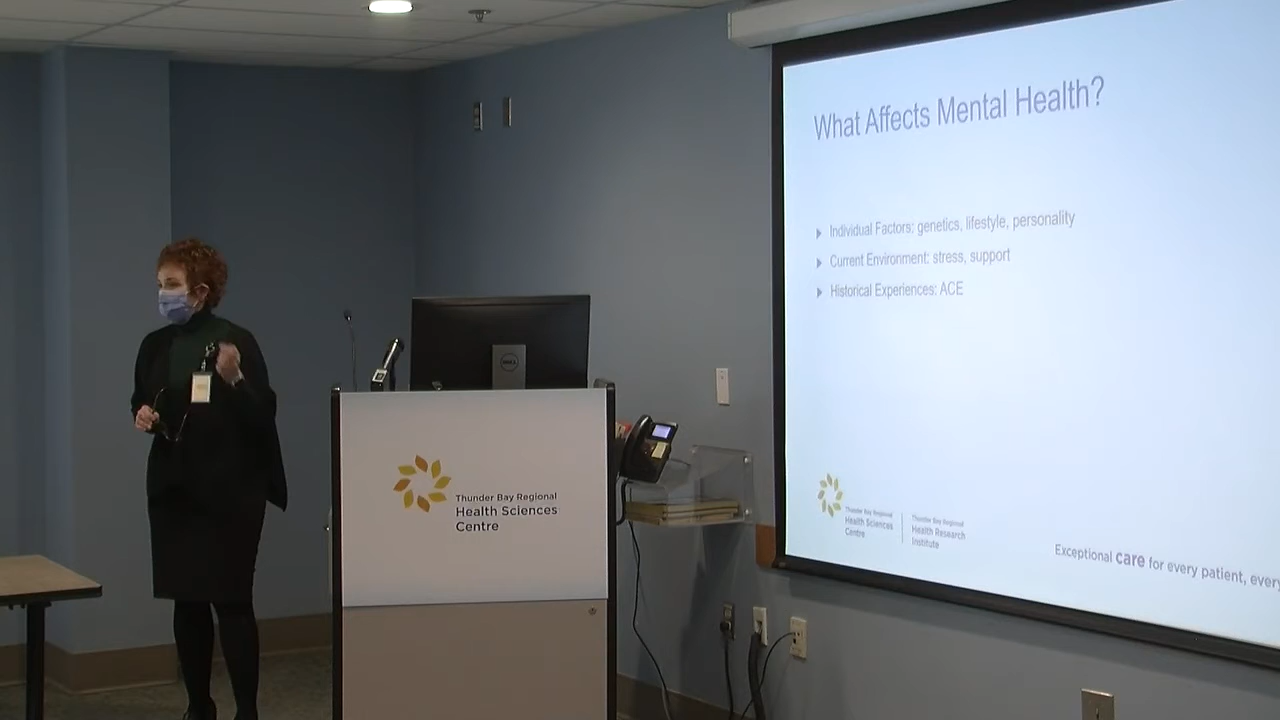 What Affects Mental Health?
Individual Factors: genetics, lifestyle, personality
Current Environment: stress, support
Historical Experiences: ACE
Thunder Bay Regional
Health Sciences
Centre
Thunder Bay Regional
Health Research
Institute
Exceptional care for every patient, every
DELL
Thunder Bay Regional
Health Sciences
Centre